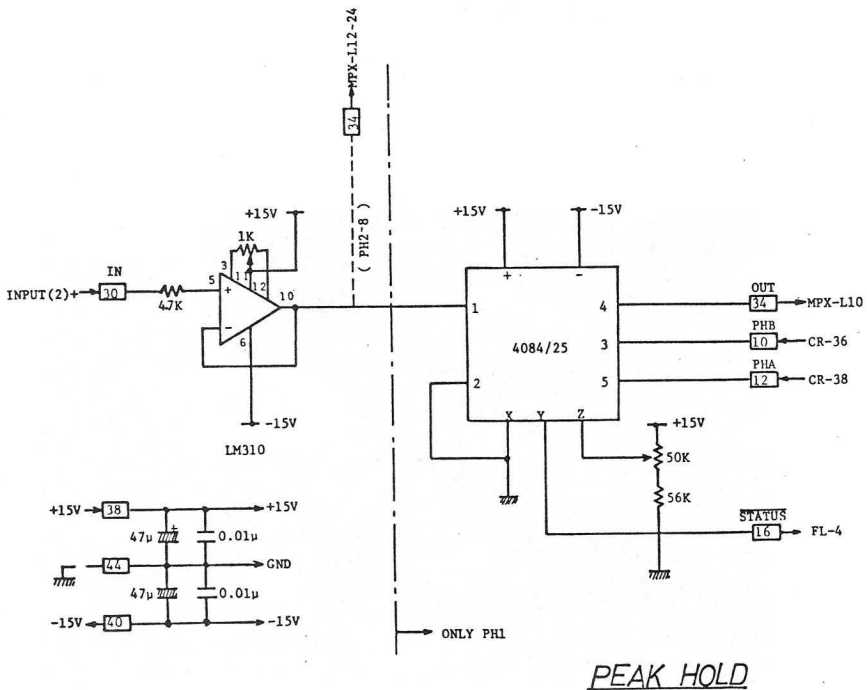 MPX-L12-24
34
( PH2-8 )
+15V
1K
3
11
12
IN
INPUT(2)+
30
4.7K
5
+
-
10
6
-15V
LM310
+15V
-15V
+
-
1
2
4084/25
4
3
5
X
Y
Z
OUT
34
MPX-L10
PHB
10
CR-36
PHA
12
CR-38
+15V
50K
56K
STATUS
16
FL-4
+15V
38
+15V
47μ
+
0.01μ
44
GND
47μ
0.01μ
-15V
40
-15V
ONLY PH1
PEAK HOLD